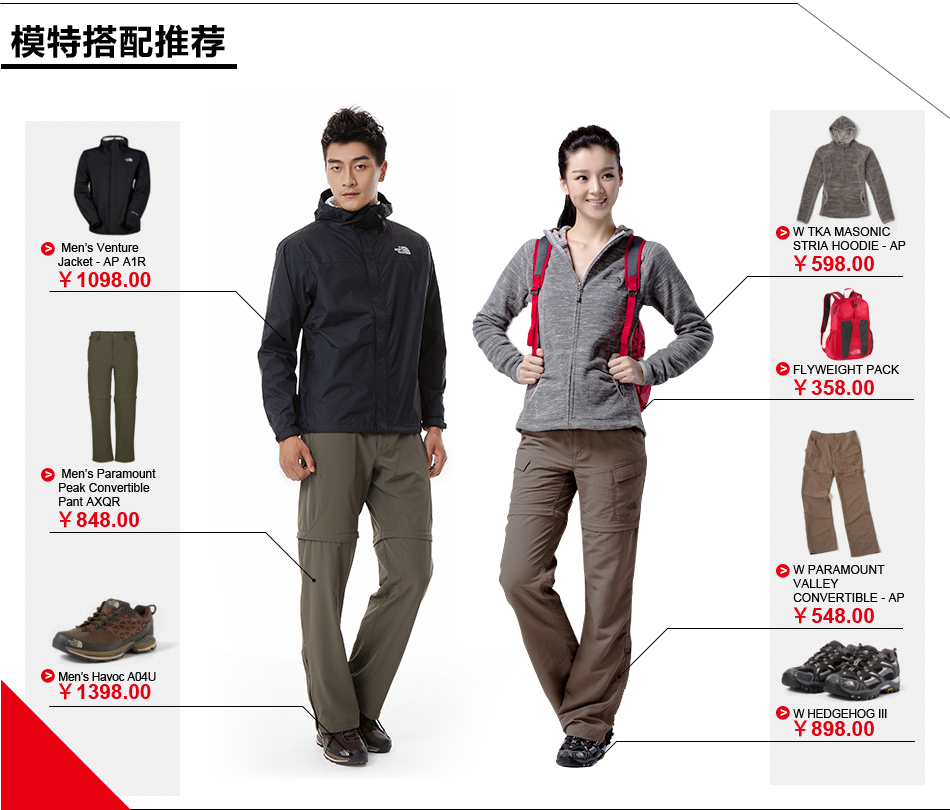 模特搭配推荐
Men's Venture
Jacket - AP A1R
￥1098.00
Men's Paramount
Peak Convertible
Pant AXQR
￥848.00
Men's Havoc A04U
￥1398.00
W TKA MASONIC
STRIA HOODIE - AP
￥598.00
FLYWEIGHT PACK
￥358.00
W PARAMOUNT
VALLEY
CONVERTIBLE - AP
￥548.00
W HEDGEHOG III
￥898.00